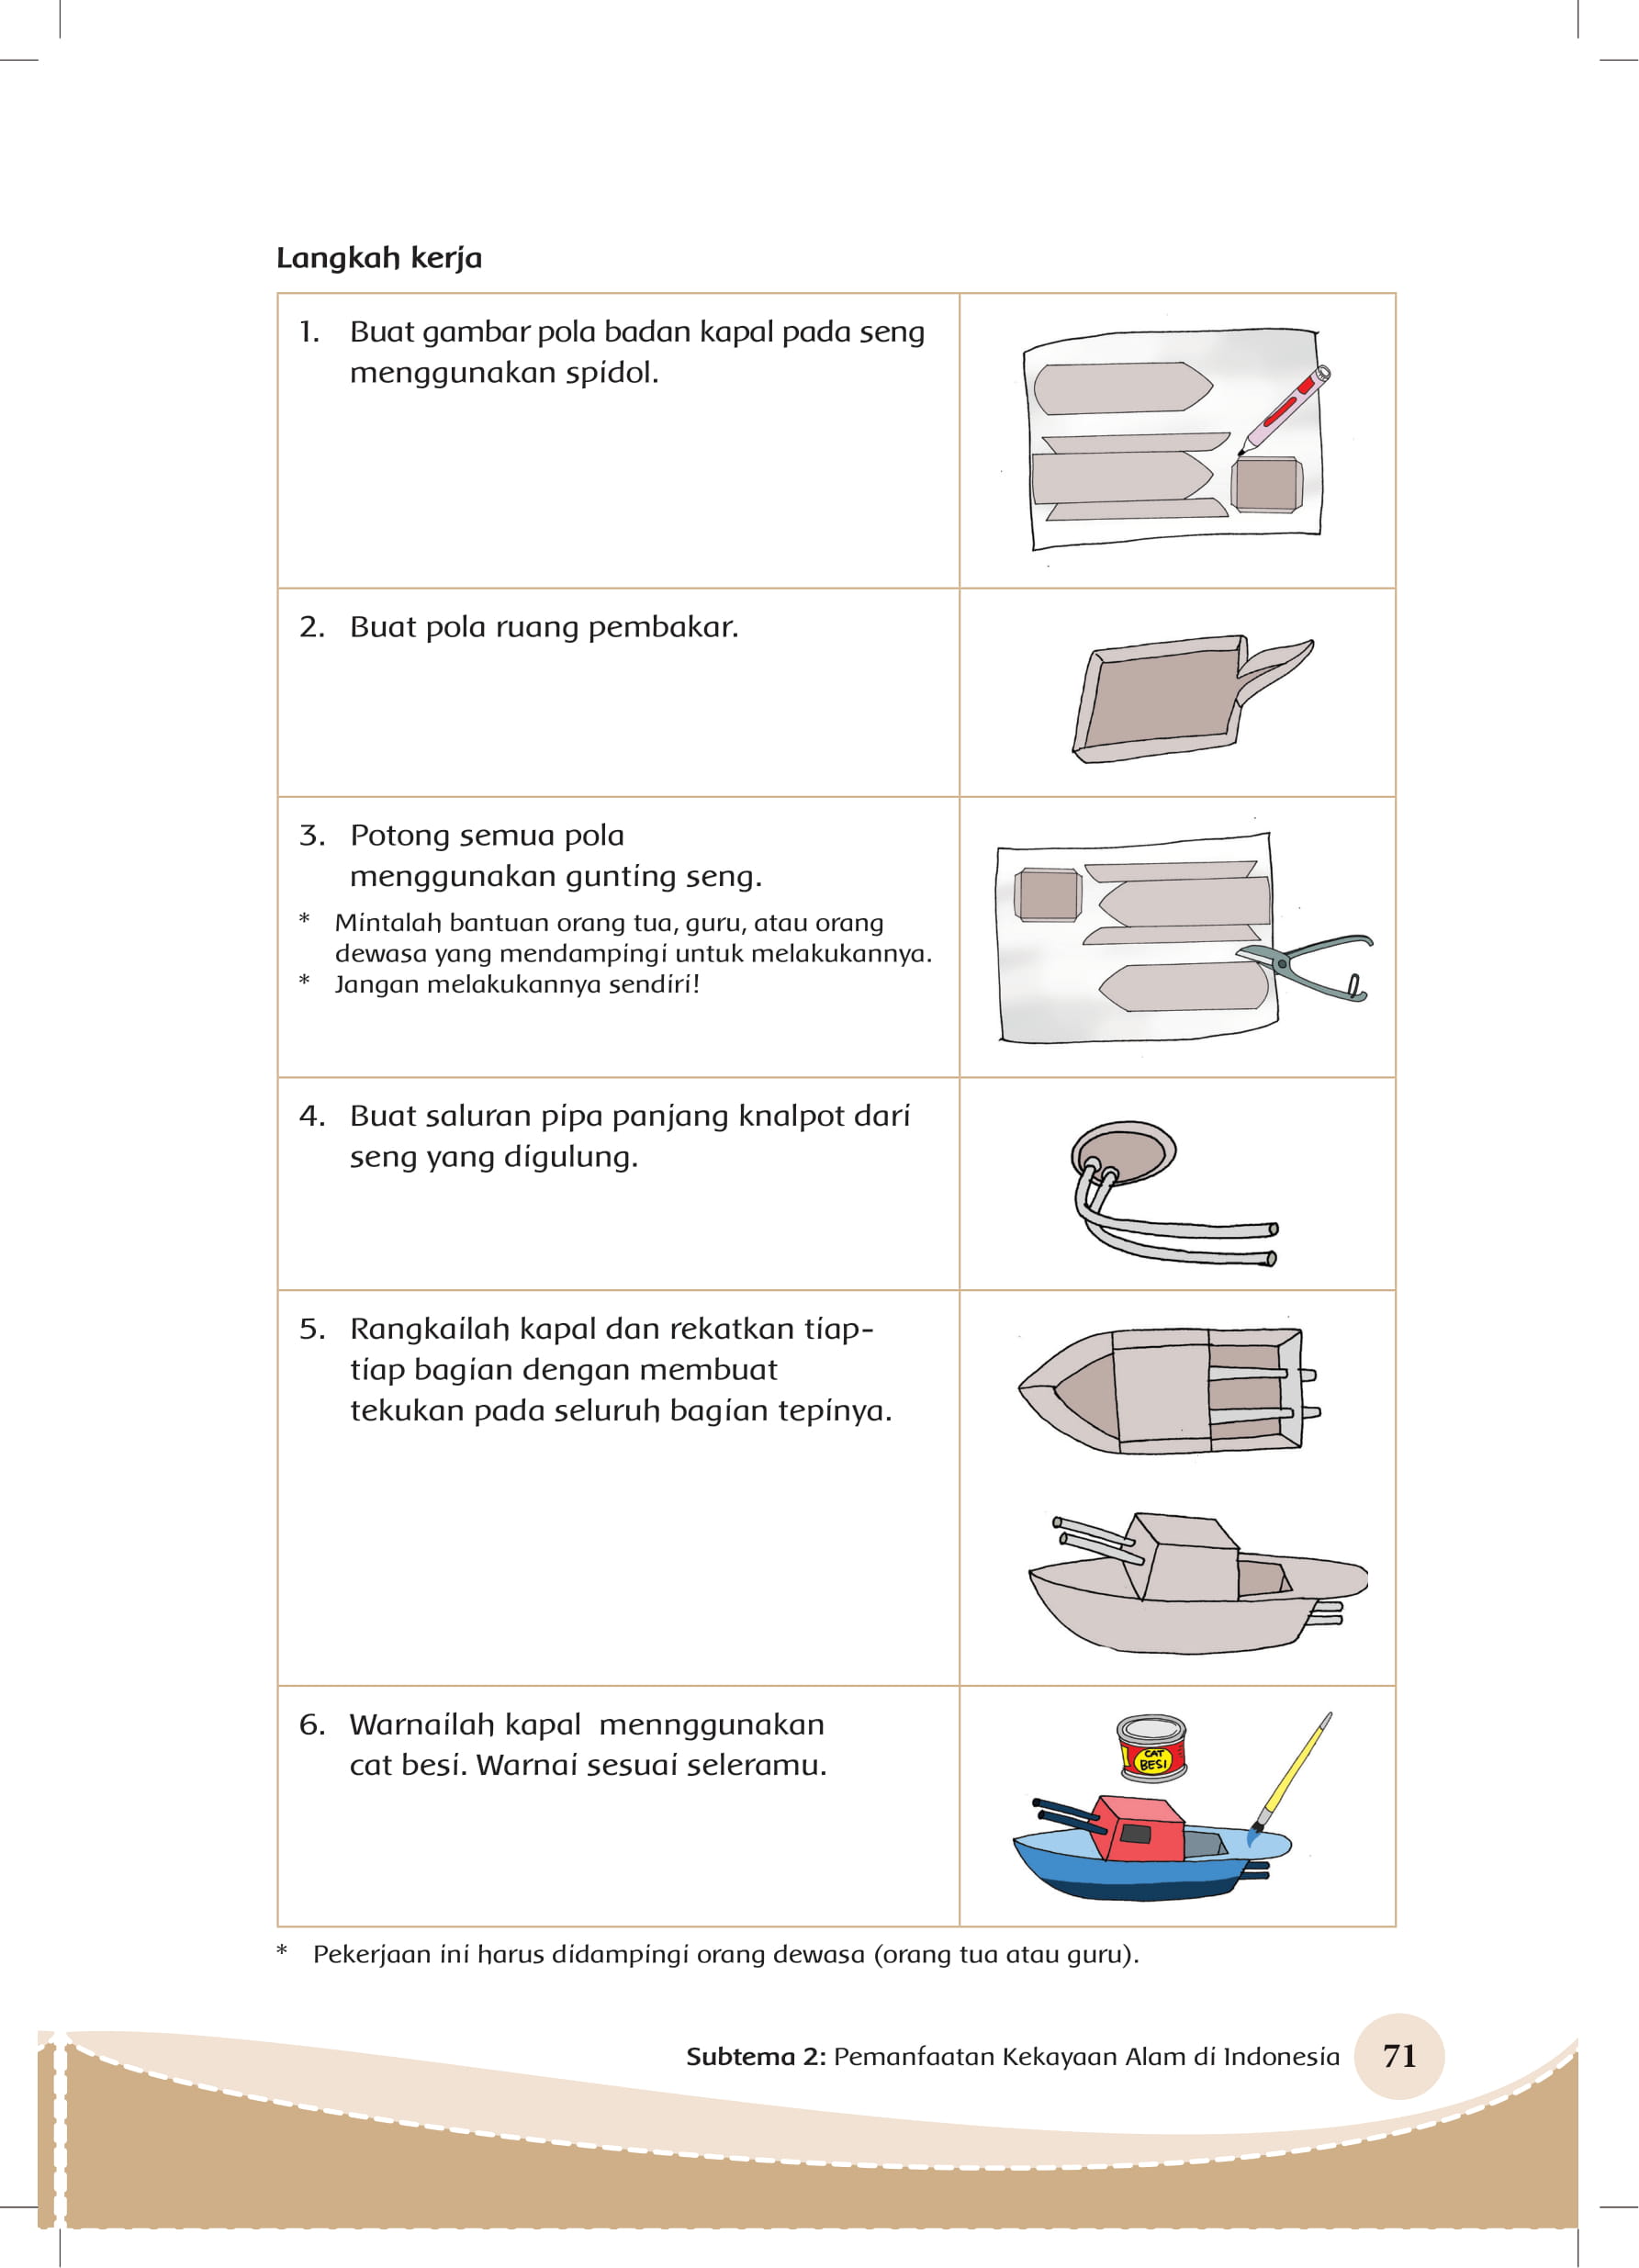 Langkah kerja
1. Buat gambar pola badan kapal pada seng
menggunakan spidol.
2. Buat pola ruang pembakar.
3. Potong semua pola
menggunakan gunting seng.
* Mintalah bantuan orang tua, guru, atau orang
dewasa yang mendampingi untuk melakukannya.
* Jangan melakukannya sendiri!
4. Buat saluran pipa panjang knalpot dari
seng yang digulung.
5. Rangkailah kapal dan rekatkan tiap-
tiap bagian dengan membuat
tekukan pada seluruh bagian tepinya.
6. Warnailah kapal mennggunakan
cat besi. Warnai sesuai seleramu.
CAT
BESI
* Pekerjaan ini harus didampingi orang dewasa (orang tua atau guru).
Subtema 2: Pemanfaatan Kekayaan Alam di Indonesia 71